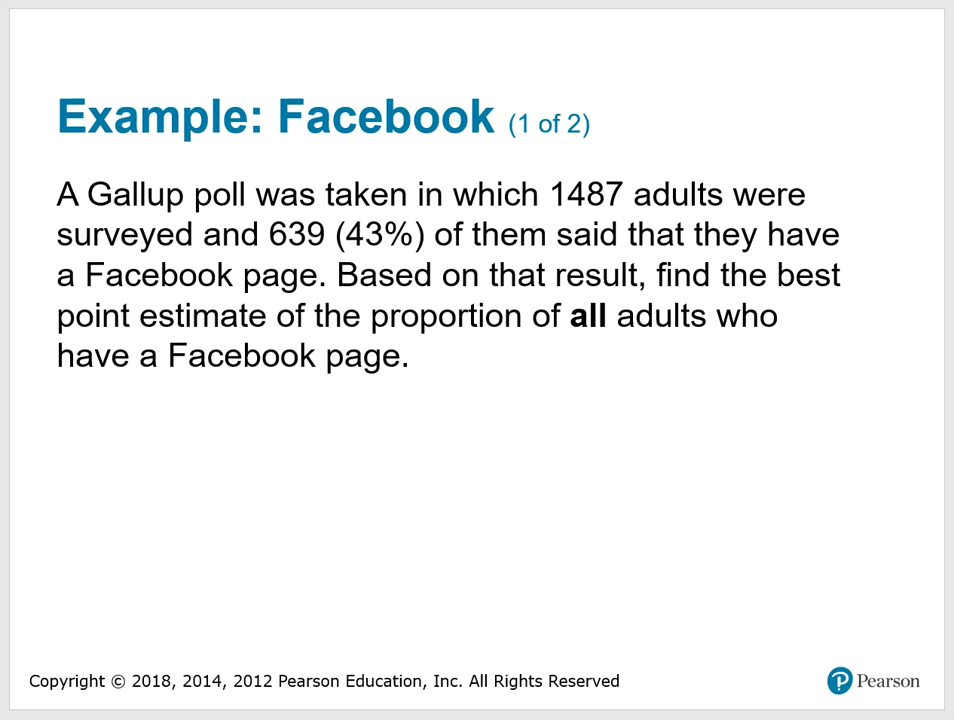 Example: Facebook (1 of 2)
A Gallup poll was taken in which 1487 adults were
surveyed and 639 (43%) of them said that they have
a Facebook page. Based on that result, find the best
point estimate of the proportion of all adults who
have a Facebook page.
Copyright © 2018, 2014, 2012 Pearson Education, Inc. All Rights Reserved
P Pearson